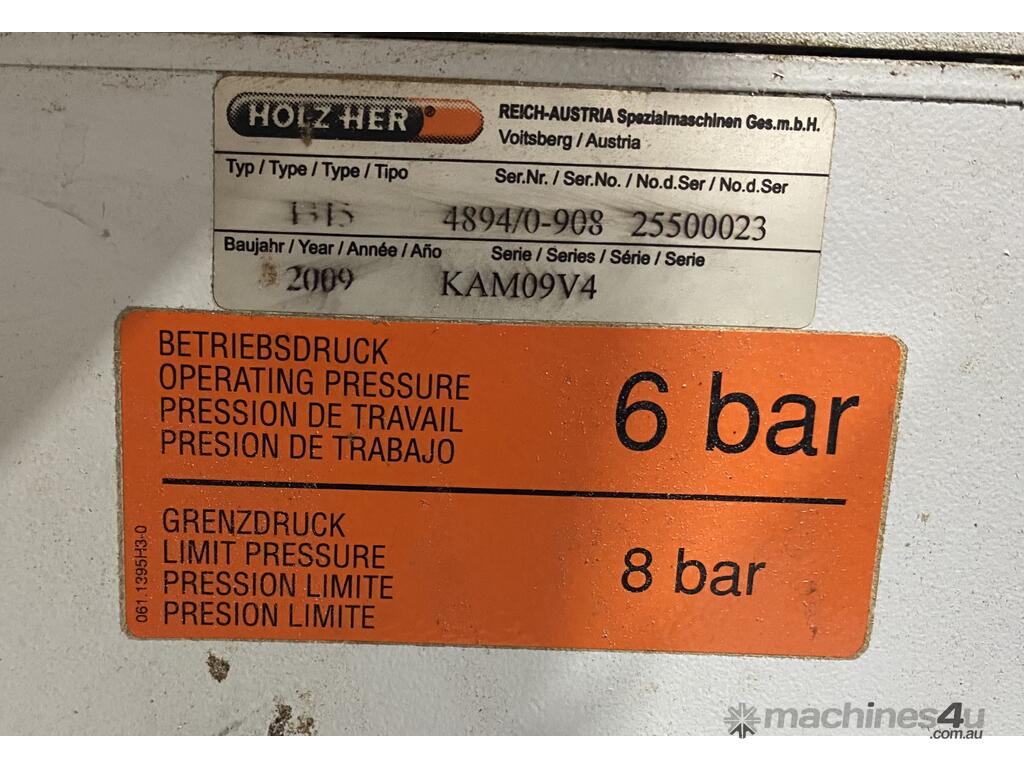 HOLZ HER®
REICH-AUSTRIA Spezialmaschinen Ges.m.b.H.
Voitsberg / Austria
Typ / Type / Type / Tipo
Ser.Nr. / Ser.No. / No.d.Ser / No.d.Ser
4894/0-908 25500023
Baujahr / Year / Année / Año
Serie / Series / Série / Serie
2009
KAM09V4
BETRIEBSDRUCK
OPERATING PRESSURE
PRESSION DE TRAVAIL
PRESION DE TRABAJO
6 bar
GRENZDRUCK
LIMIT PRESSURE
PRESSION LIMITE
PRESION LIMITE
8 bar
061.1395H3-0
machines4u
.com.au